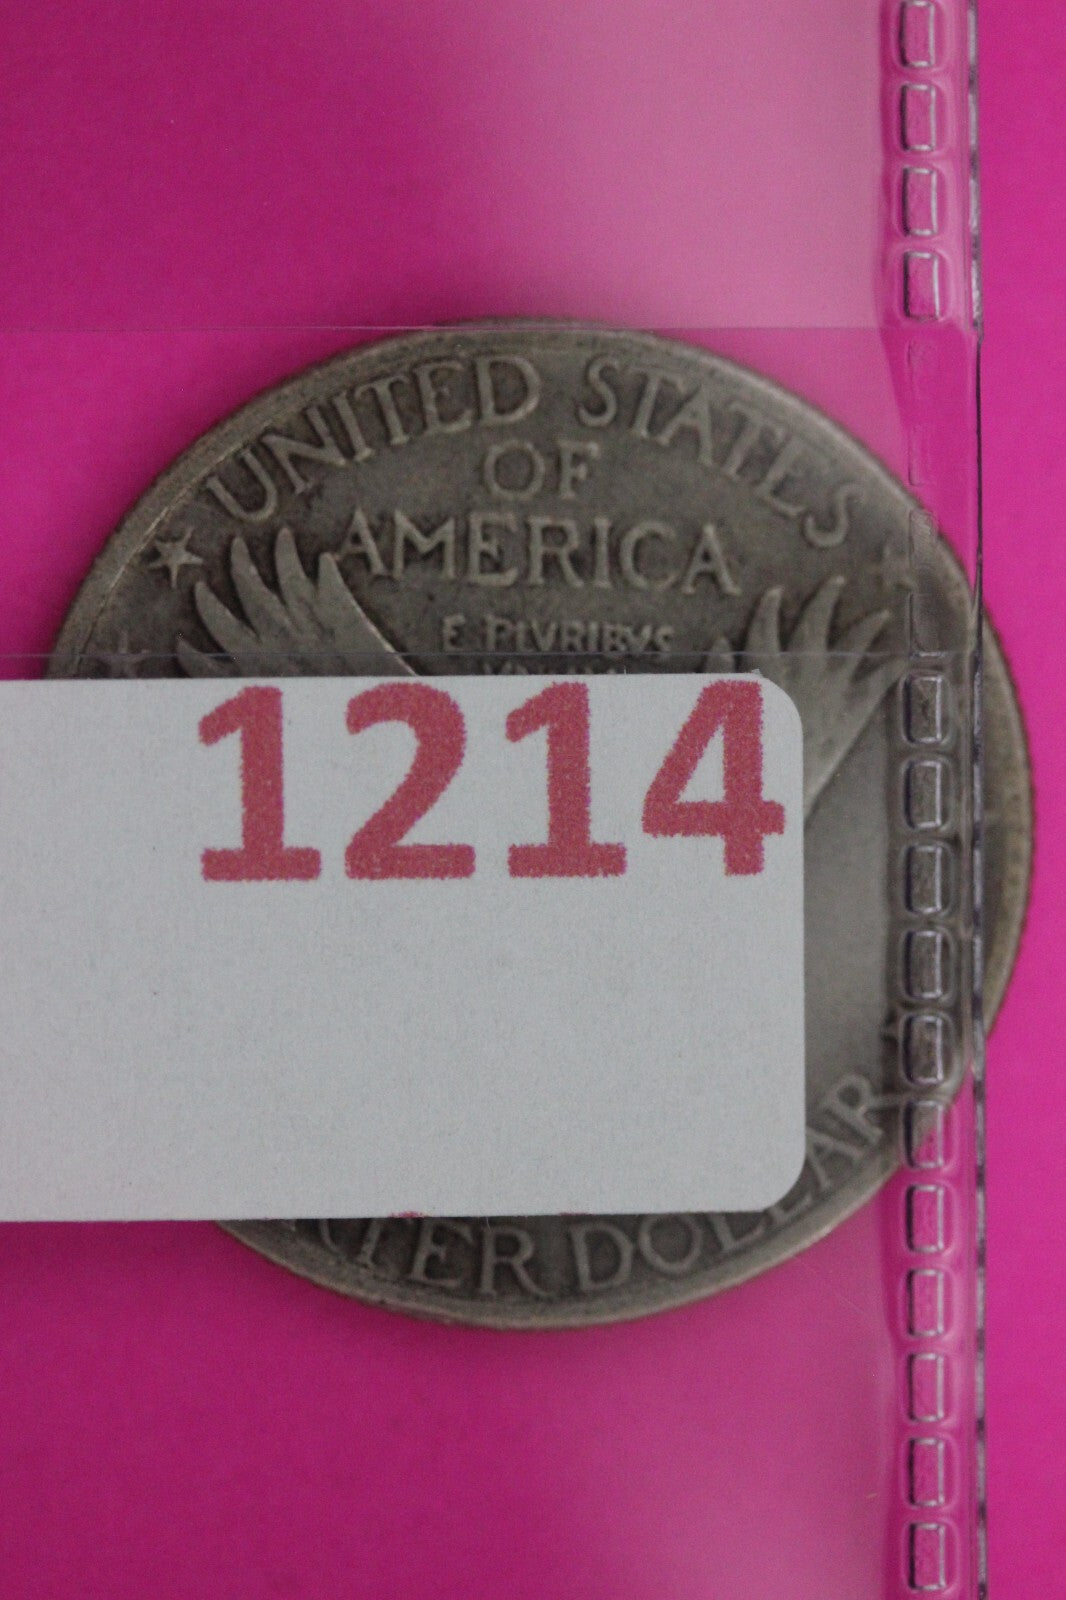 UNITED STATES
OF
AMERICA
E PLVRIBVS
1214
DOLLAR